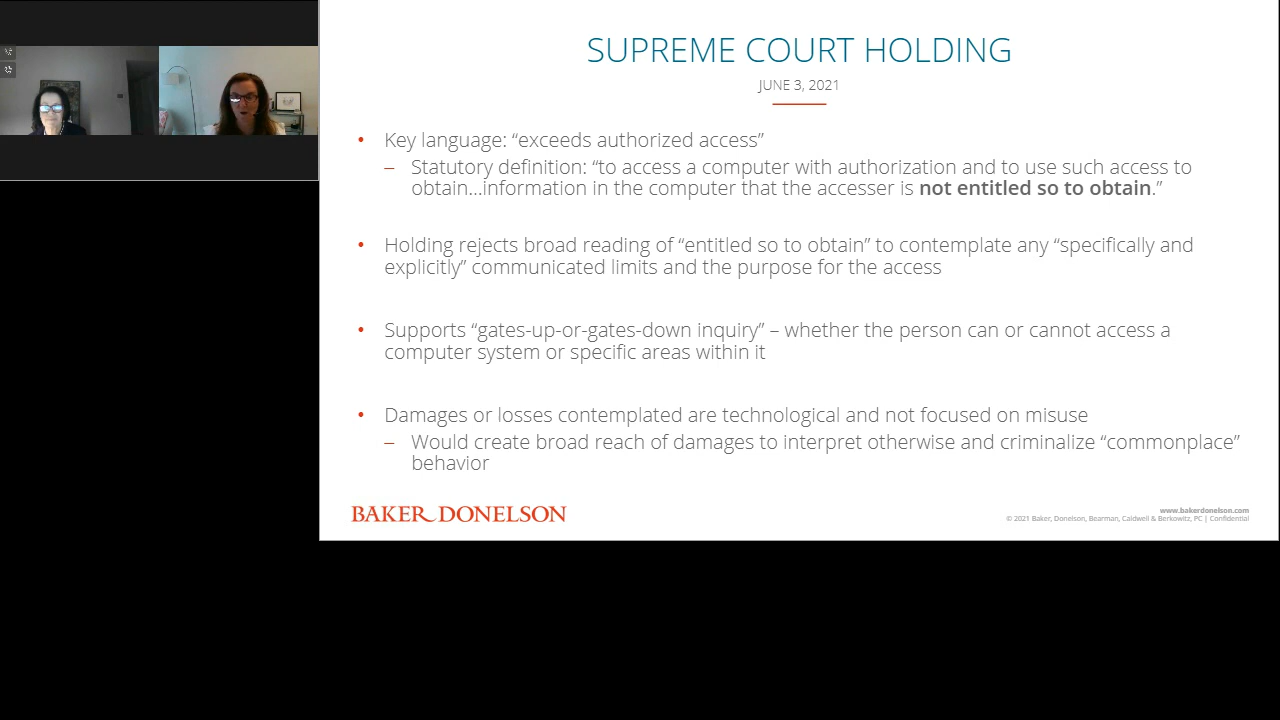 SUPREME COURT HOLDING
JUNE 3, 2021
• Key language: “exceeds authorized access”
– Statutory definition: “to access a computer with authorization and to use such access to
obtain...information in the computer that the accesser is not entitled so to obtain.”
• Holding rejects broad reading of “entitled so to obtain” to contemplate any “specifically and
explicitly” communicated limits and the purpose for the access
• Supports “gates-up-or-gates-down inquiry” – whether the person can or cannot access a
computer system or specific areas within it
• Damages or losses contemplated are technological and not focused on misuse
– Would create broad reach of damages to interpret otherwise and criminalize “commonplace”
behavior
BAKER DONELSON
www.bakerdonelson.com
© 2021 Baker, Donelson, Bearman, Caldwell & Berkowitz, PC | Confidential